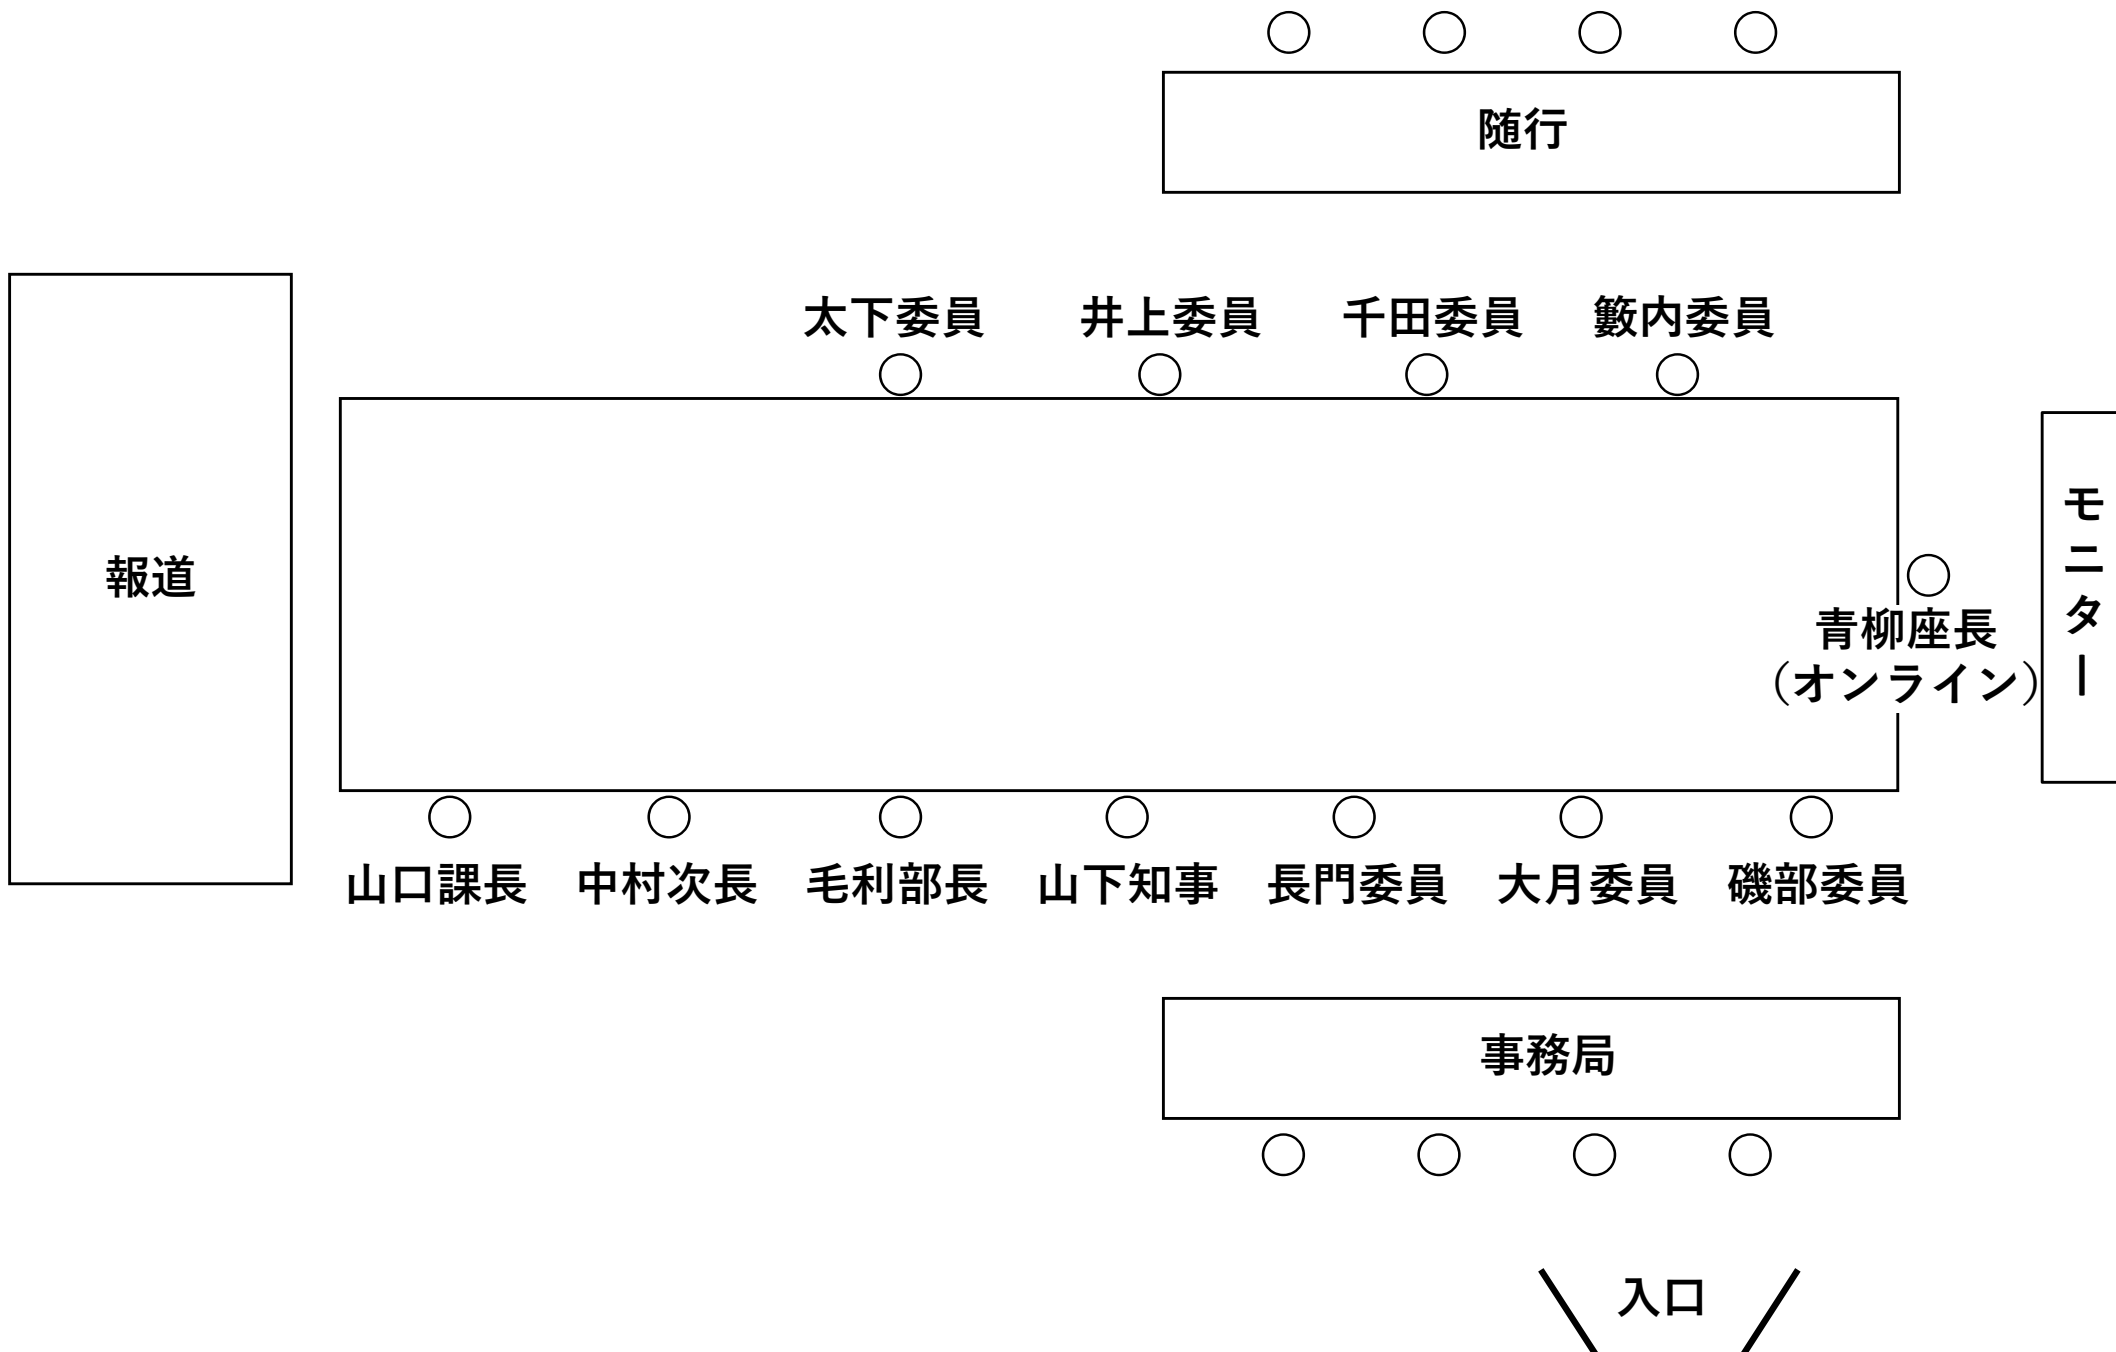 随行
太下委員 井上委員 千田委員 籔内委員
報道
モニター
青柳座長
（オンライン）
山口課長 中村次長 毛利部長 山下知事 長門委員 大月委員 磯部委員
事務局
入口